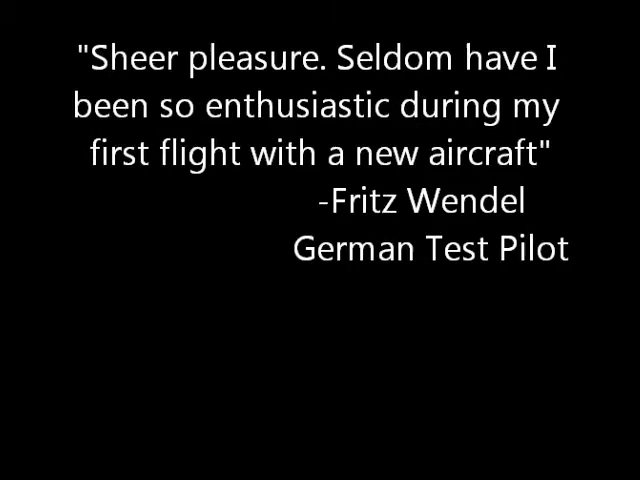 "Sheer pleasure. Seldom have I
been so enthusiastic during my
first flight with a new aircraft"
-Fritz Wendel
German Test Pilot